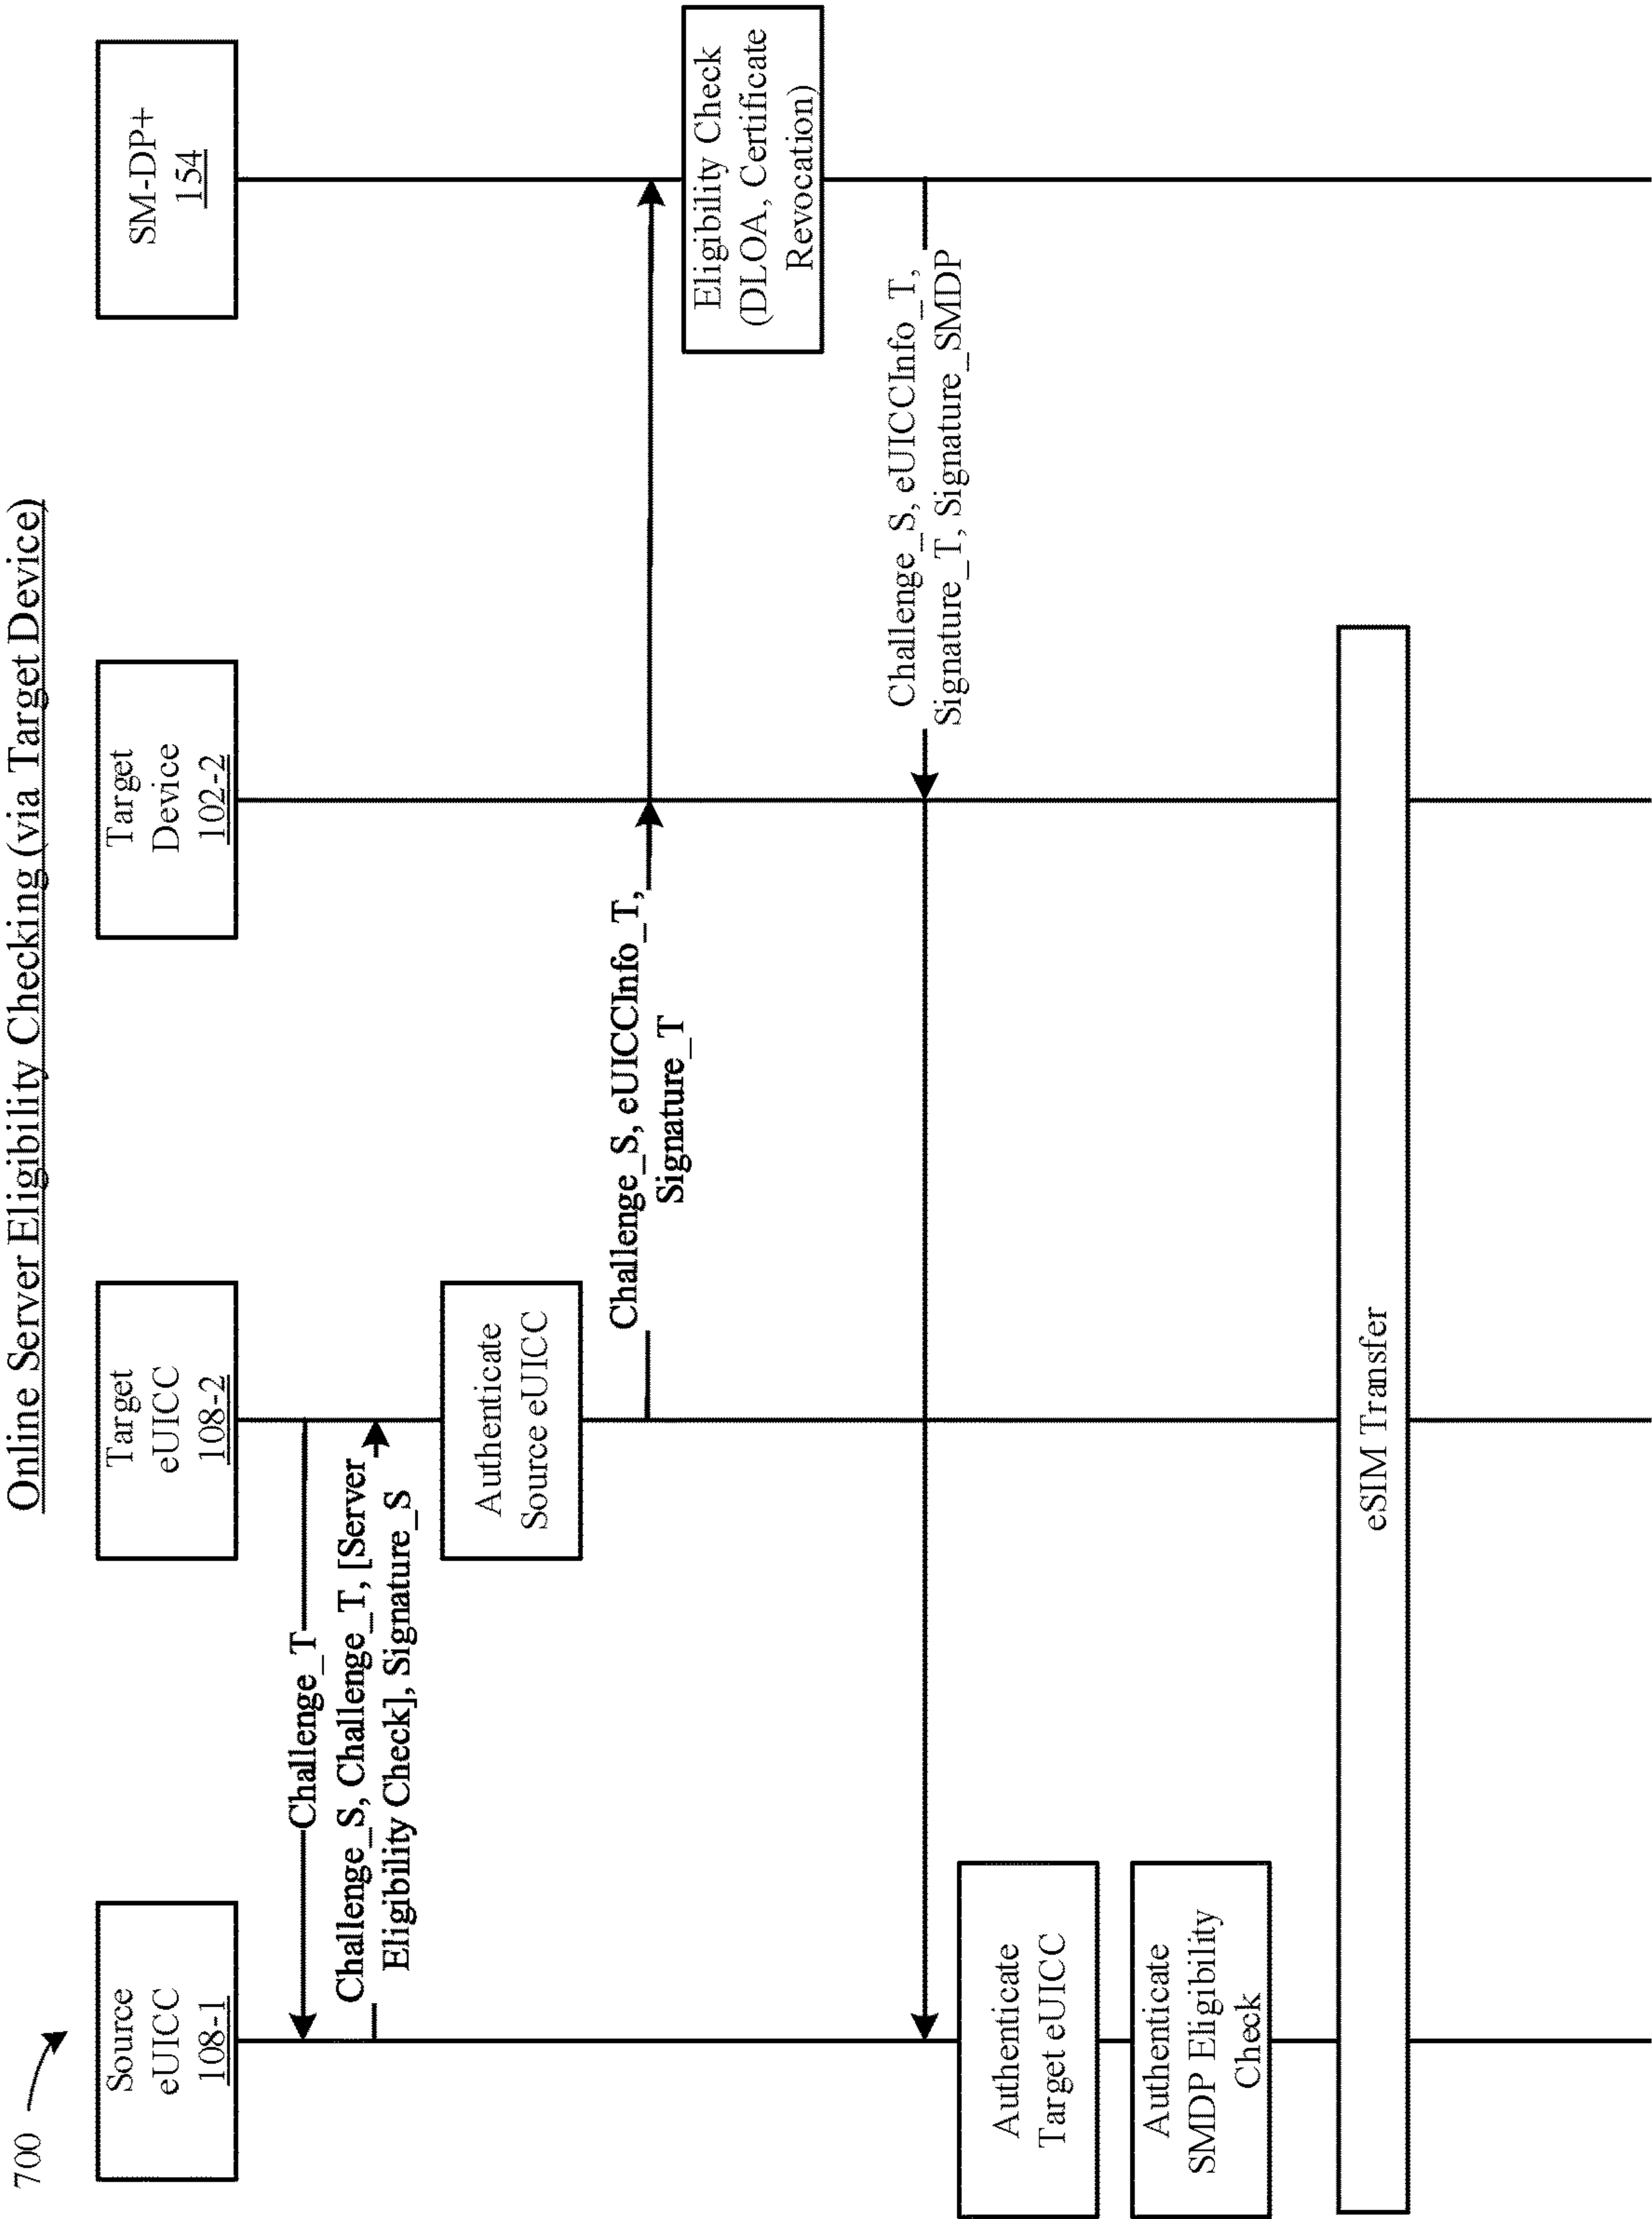 700
Online Server Eligibility Checking (via Target Device)
Source
eUICC
108-1
Target
eUICC
108-2
Target
Device
102-2
SM-DP+
154
Challenge_T
Challenge_S, Challenge_T, [Server
Eligibility Check], Signature_S
Authenticate
Source eUICC
Challenge_S, eUICCInfo_T,
Signature_T
Eligibility Check
(DLOA, Certificate
Revocation)
Challenge_S, eUICCInfo_T,
Signature_T, Signature_SMDP
Authenticate
Target eUICC
Authenticate
SMDP Eligibility
Check
eSIM Transfer